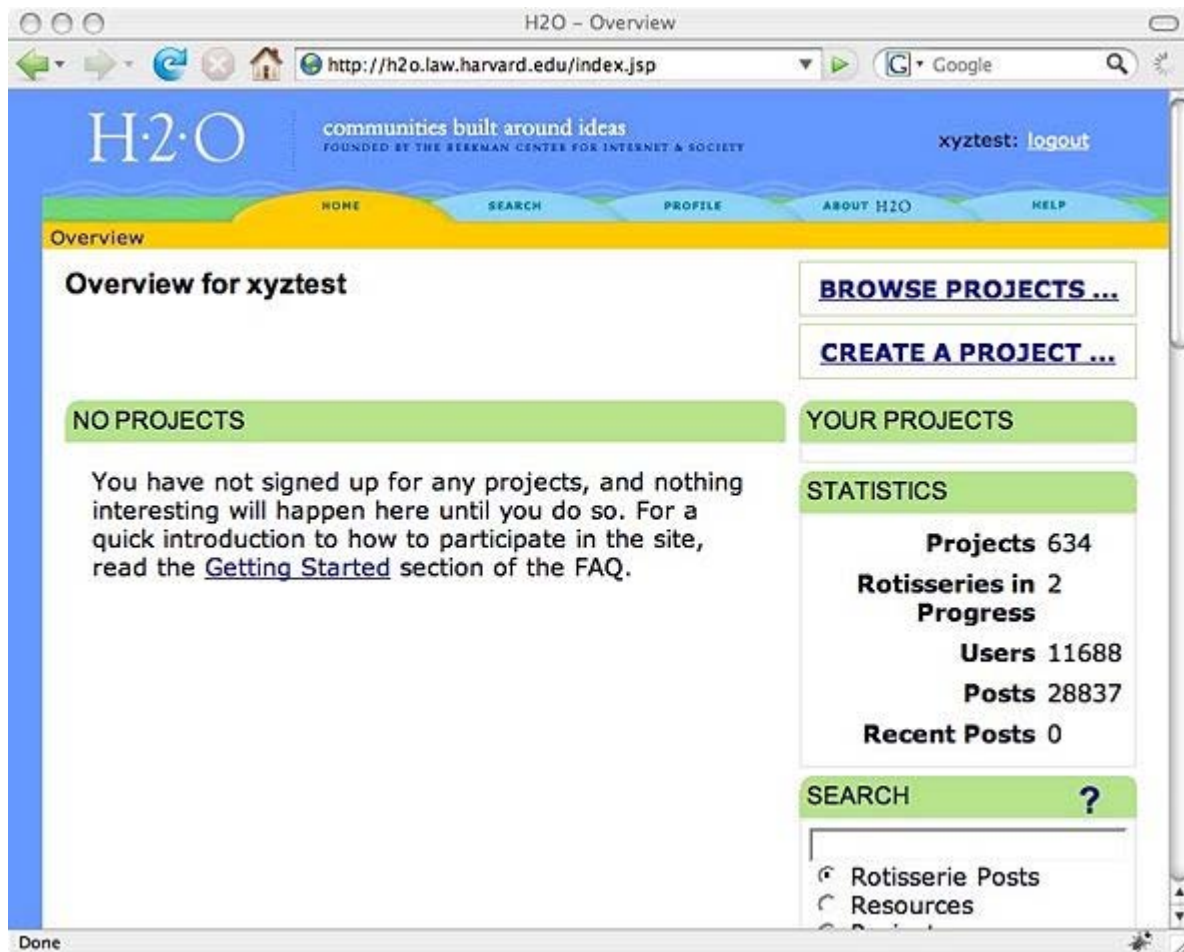 H2O – Overview
http://h2o.law.harvard.edu/index.jsp
G Google
H·2·O
communities built around ideas
FOUNDED BY THE BERKMAN CENTER FOR INTERNET & SOCIETY
xyztest: logout
HOME
SEARCH
PROFILE
ABOUT H2O
HELP
Overview
Overview for xyztest
BROWSE PROJECTS ...
CREATE A PROJECT ...
NO PROJECTS
You have not signed up for any projects, and nothing
interesting will happen here until you do so. For a
quick introduction to how to participate in the site,
read the Getting Started section of the FAQ.
YOUR PROJECTS
STATISTICS
Projects 634
Rotisseries in 2
Progress
Users 11688
Posts 28837
Recent Posts 0
SEARCH ?
Rotisserie Posts
Resources
Done